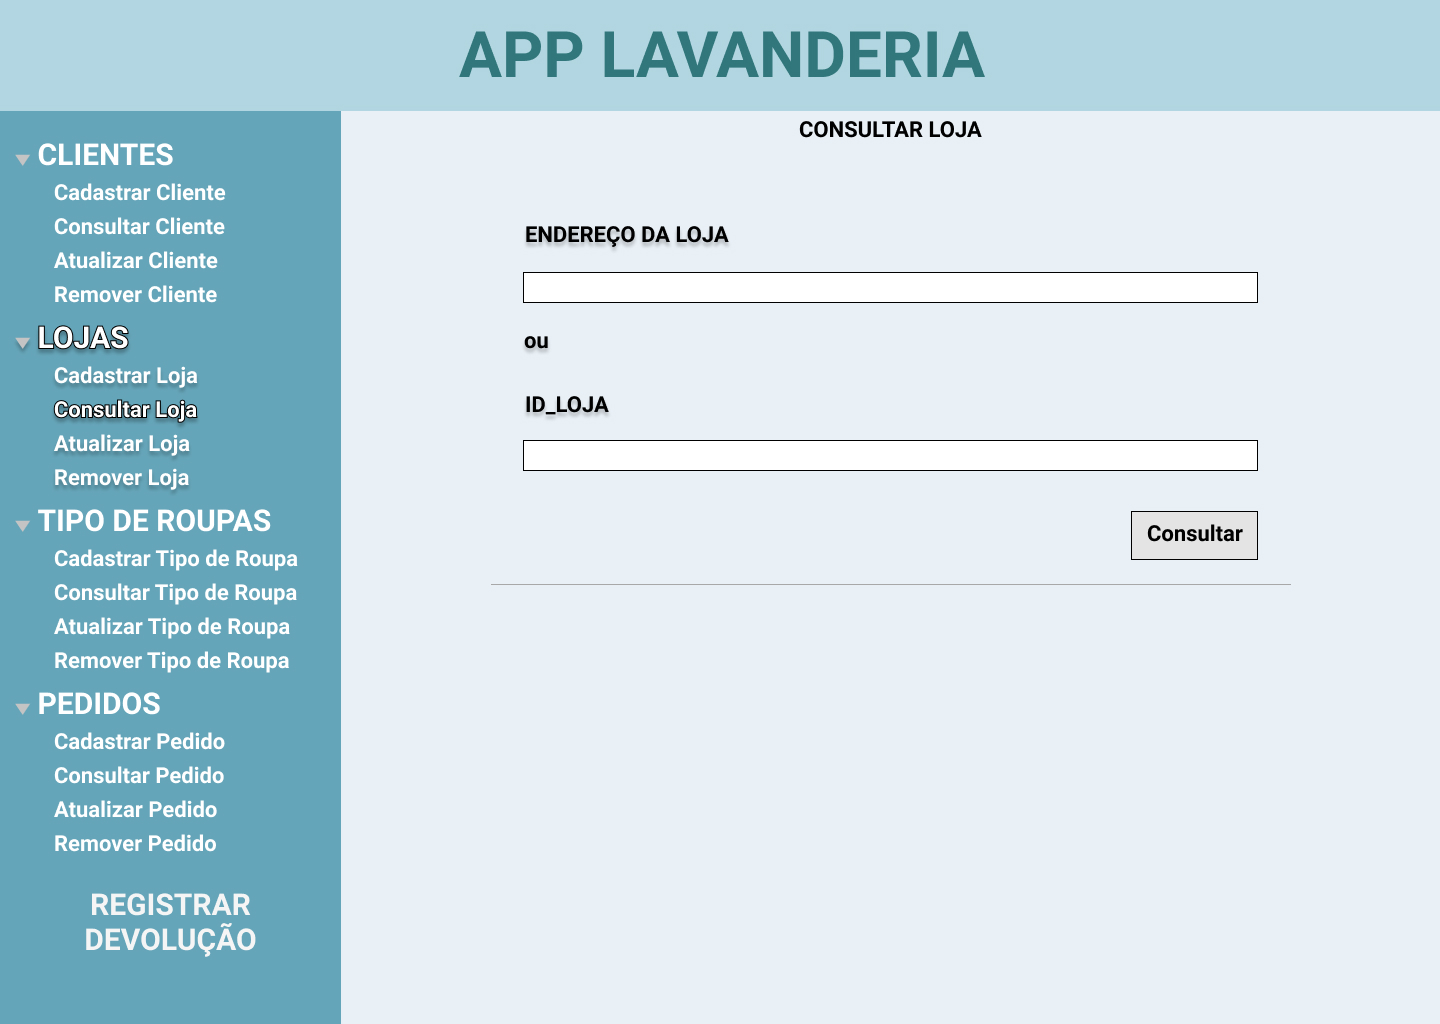 APP LAVANDERIA
CLIENTES
Cadastrar Cliente
Consultar Cliente
Atualizar Cliente
Remover Cliente
LOJAS
Cadastrar Loja
Consultar Loja
Atualizar Loja
Remover Loja
TIPO DE ROUPAS
Cadastrar Tipo de Roupa
Consultar Tipo de Roupa
Atualizar Tipo de Roupa
Remover Tipo de Roupa
PEDIDOS
Cadastrar Pedido
Consultar Pedido
Atualizar Pedido
Remover Pedido
REGISTRAR
DEVOLUÇÃO
CONSULTAR LOJA
ENDEREÇO DA LOJA
ou
ID_LOJA
Consultar